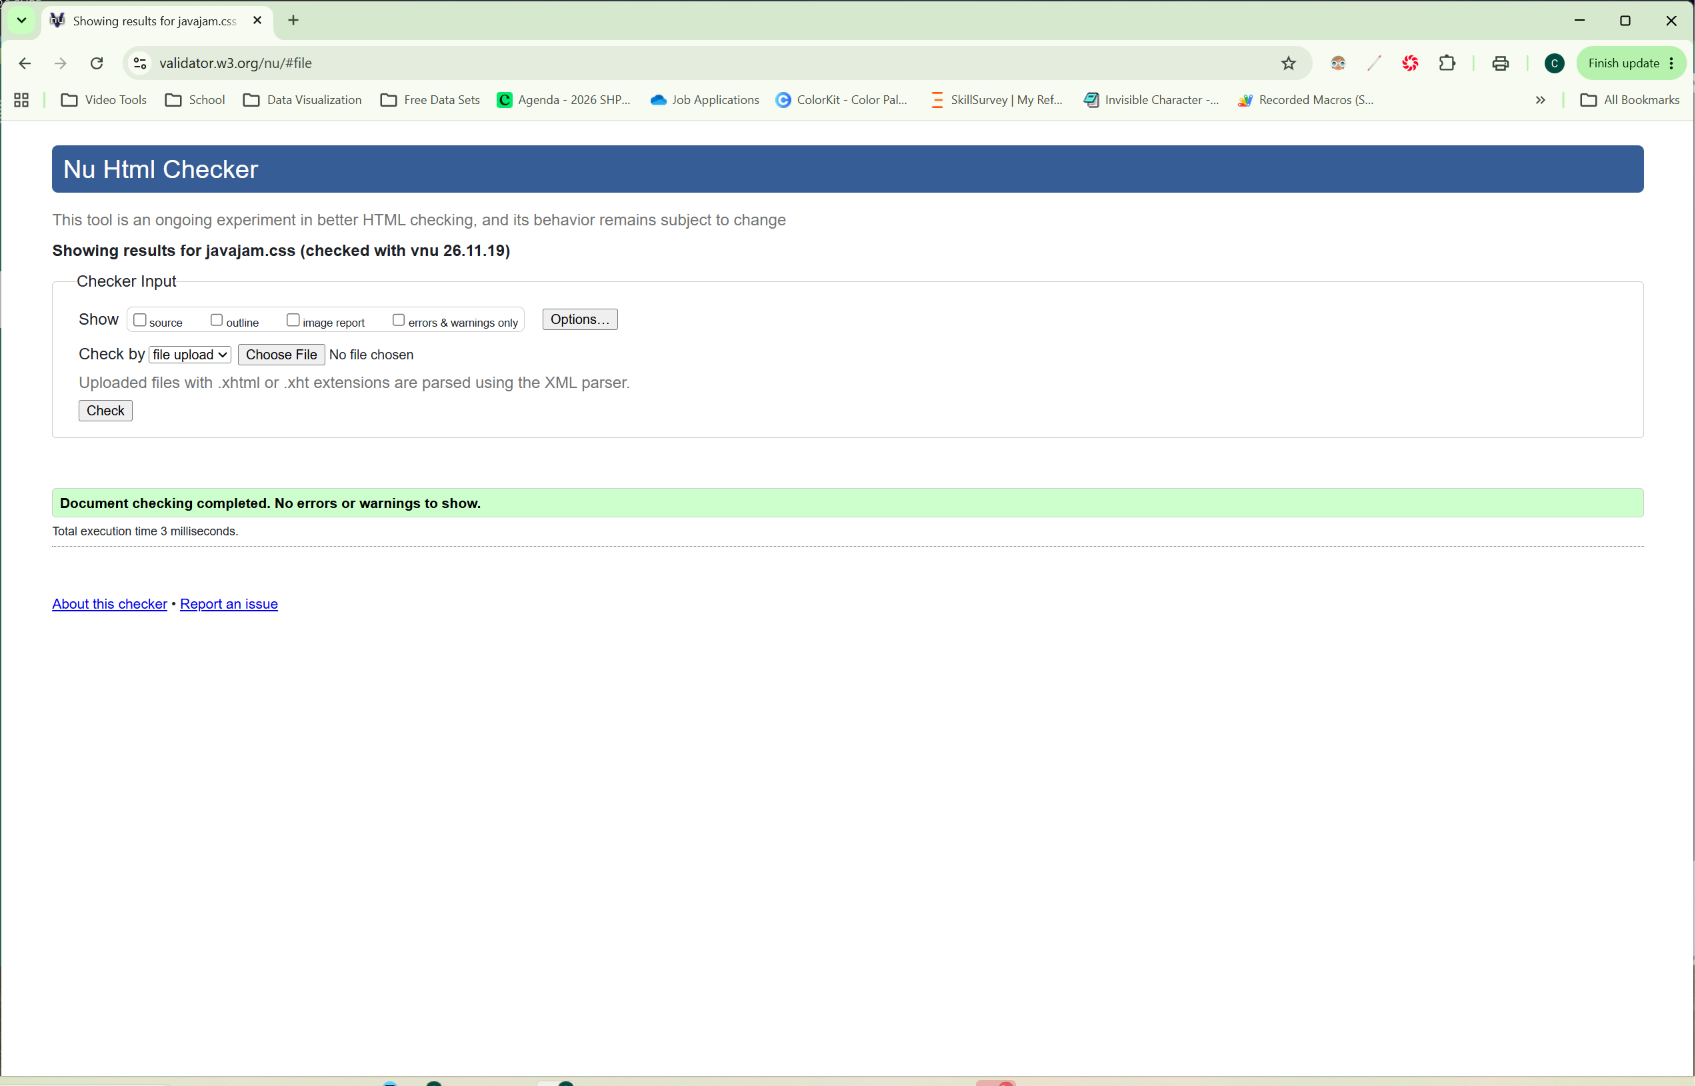 Showing results for javajam.css
validator.w3.org/nu/#file
C
Finish update
Video Tools
School
Data Visualization
Free Data Sets
Agenda - 2026 SHP...
Job Applications
ColorKit - Color Pal...
SkillSurvey | My Ref...
Invisible Character -...
Recorded Macros (S...
»
All Bookmarks
Nu Html Checker
This tool is an ongoing experiment in better HTML checking, and its behavior remains subject to change
Showing results for javajam.css (checked with vnu 26.11.19)
Checker Input
Show source outline image report errors & warnings only Options...
Check by file upload Choose File No file chosen
Uploaded files with .xhtml or .xht extensions are parsed using the XML parser.
Check
Document checking completed. No errors or warnings to show.
Total execution time 3 milliseconds.
About this checker • Report an issue